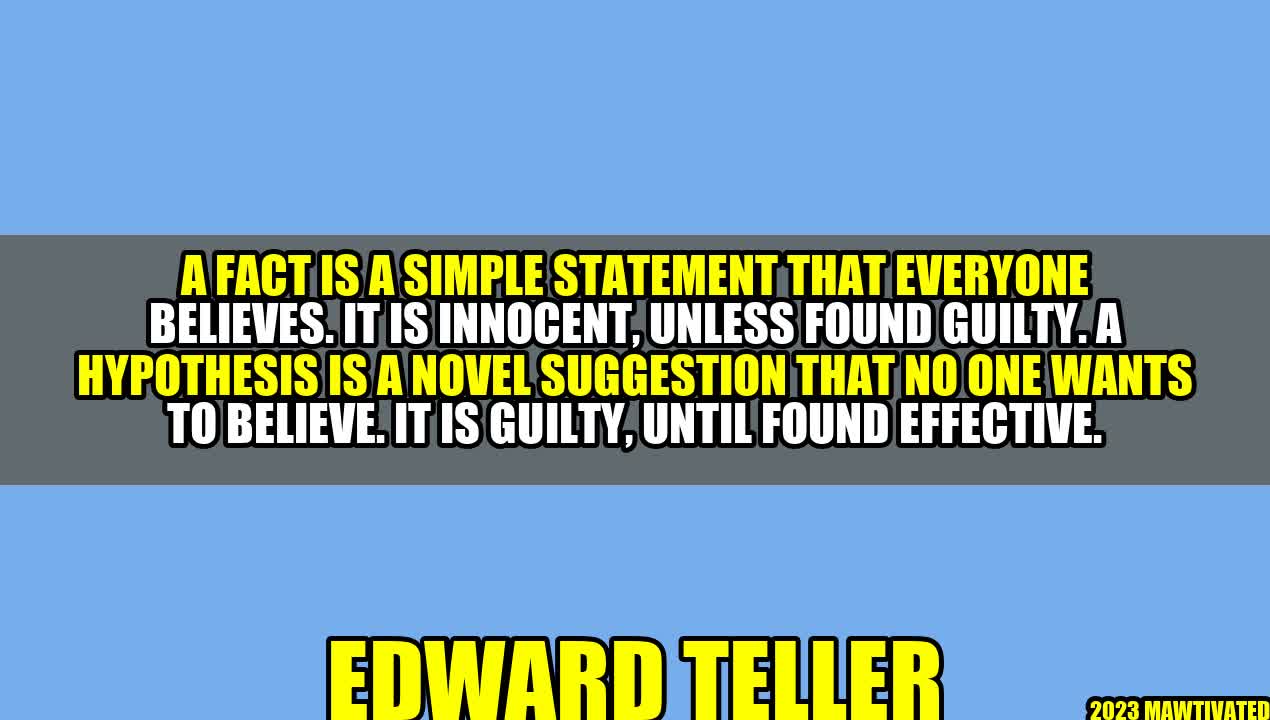 A FACT IS A SIMPLE STATEMENT THAT EVERYONE
BELIEVES. IT IS INNOCENT, UNLESS FOUND GUILTY. A
HYPOTHESIS IS A NOVEL SUGGESTION THAT NO ONE WANTS
TO BELIEVE. IT IS GUILTY, UNTIL FOUND EFFECTIVE.
EDWARD TELLER
2023 MAWTIVATED